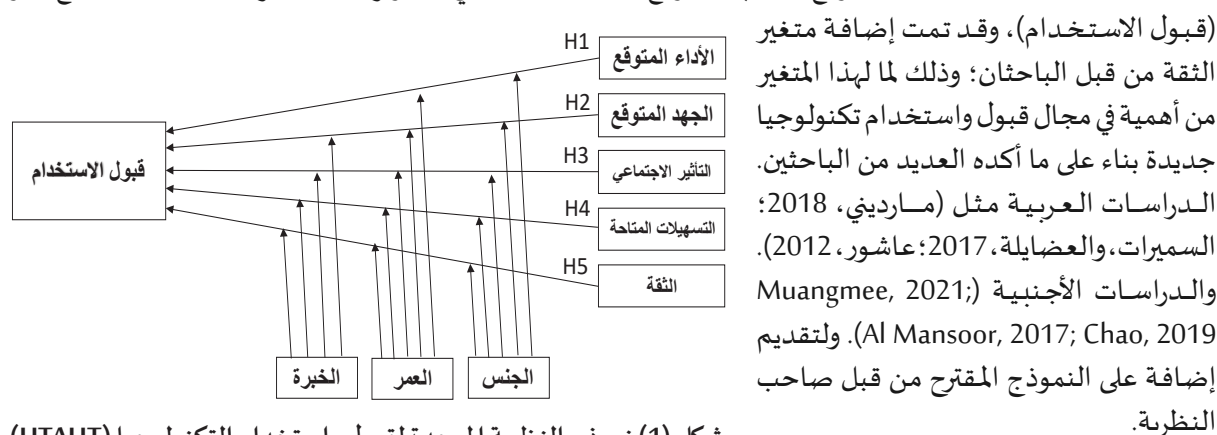 (قبول الاستخدام)، وقد تمت إضافة متغير
الثقة من قبل الباحثان؛ وذلك لما لهذا المتغير
من أهمية في مجال قبول واستخدام تكنولوجيا
جديدة بناء على ما أكده العديد من الباحثين.
الدراسات العربية مثل (مارديني، 2018؛
السميرات، والعضايلة، 2017؛ عاشور، 2012).
والدراسات الأجنبية (Muangmee, 2021;
Al Mansoor, 2017; Chao, 2019). ولتقديم
إضافة على النموذج المقترح من قبل صاحب
النظرية.
H1
الأداء المتوقع
H2
الجهد المتوقع
H3
التأثير الاجتماعي
H4
التسهيلات المتاحة
H5
الثقة
قبول الاستخدام
الجنس
العمر
الخبرة